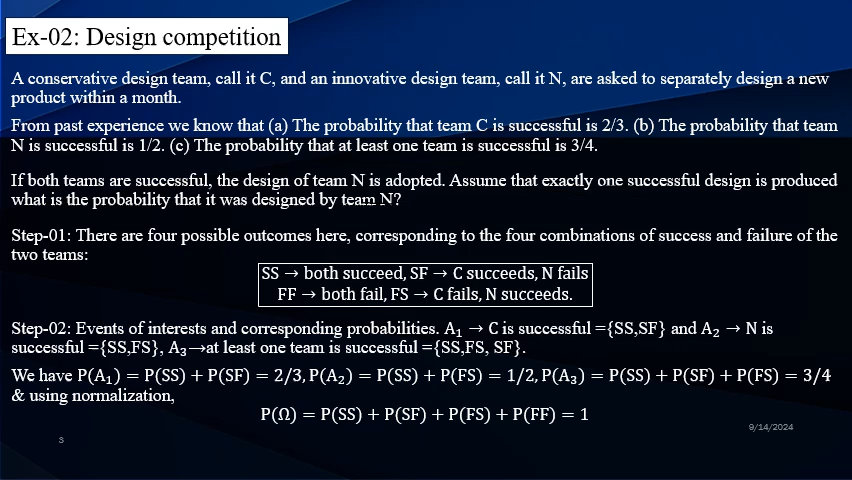 Ex-02: Design competition
A conservative design team, call it C, and an innovative design team, call it N, are asked to separately design a new
product within a month.
From past experience we know that (a) The probability that team C is successful is 2/3. (b) The probability that team
N is successful is 1/2. (c) The probability that at least one team is successful is 3/4.
If both teams are successful, the design of team N is adopted. Assume that exactly one successful design is produced
what is the probability that it was designed by team N?
Step-01: There are four possible outcomes here, corresponding to the four combinations of success and failure of the
two teams:
SS → both succeed, SF → C succeeds, N fails
FF → both fail, FS → C fails, N succeeds.
Step-02: Events of interests and corresponding probabilities. A₁ → C is successful ={SS,SF} and A₂ → N is
successful ={SS,FS}, A₃→at least one team is successful ={SS,FS, SF}.
We have P(A₁) = P(SS) + P(SF) = 2/3, P(A₂) = P(SS) + P(FS) = 1/2, P(A₃) = P(SS) + P(SF) + P(FS) = 3/4
& using normalization,
P(Ω) = P(SS) + P(SF) + P(FS) + P(FF) = 1
9/14/2024
3